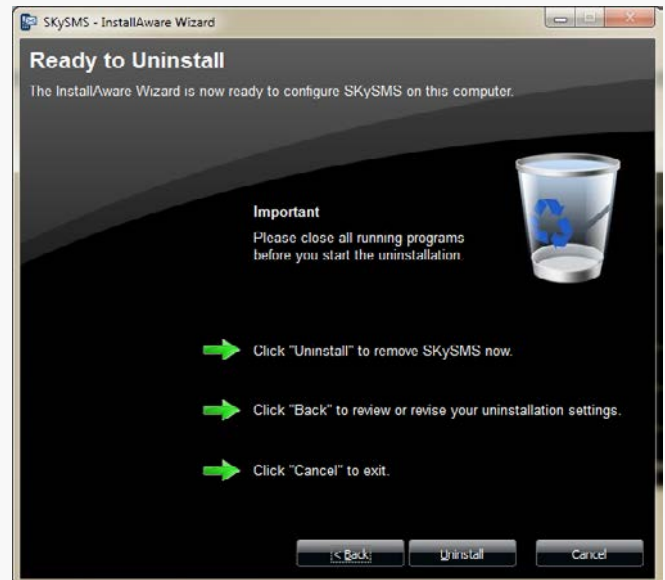 SKySMS - InstallAware Wizard
Ready to Uninstall
The InstallAware Wizard is now ready to configure SKySMS on this computer.
Important
Please close all running programs
before you start the uninstallation
Click "Uninstall" to remove SKySMS now.
Click "Back" to review or revise your uninstallation settings.
Click "Cancel" to exit.
< Back
Uninstall
Cancel